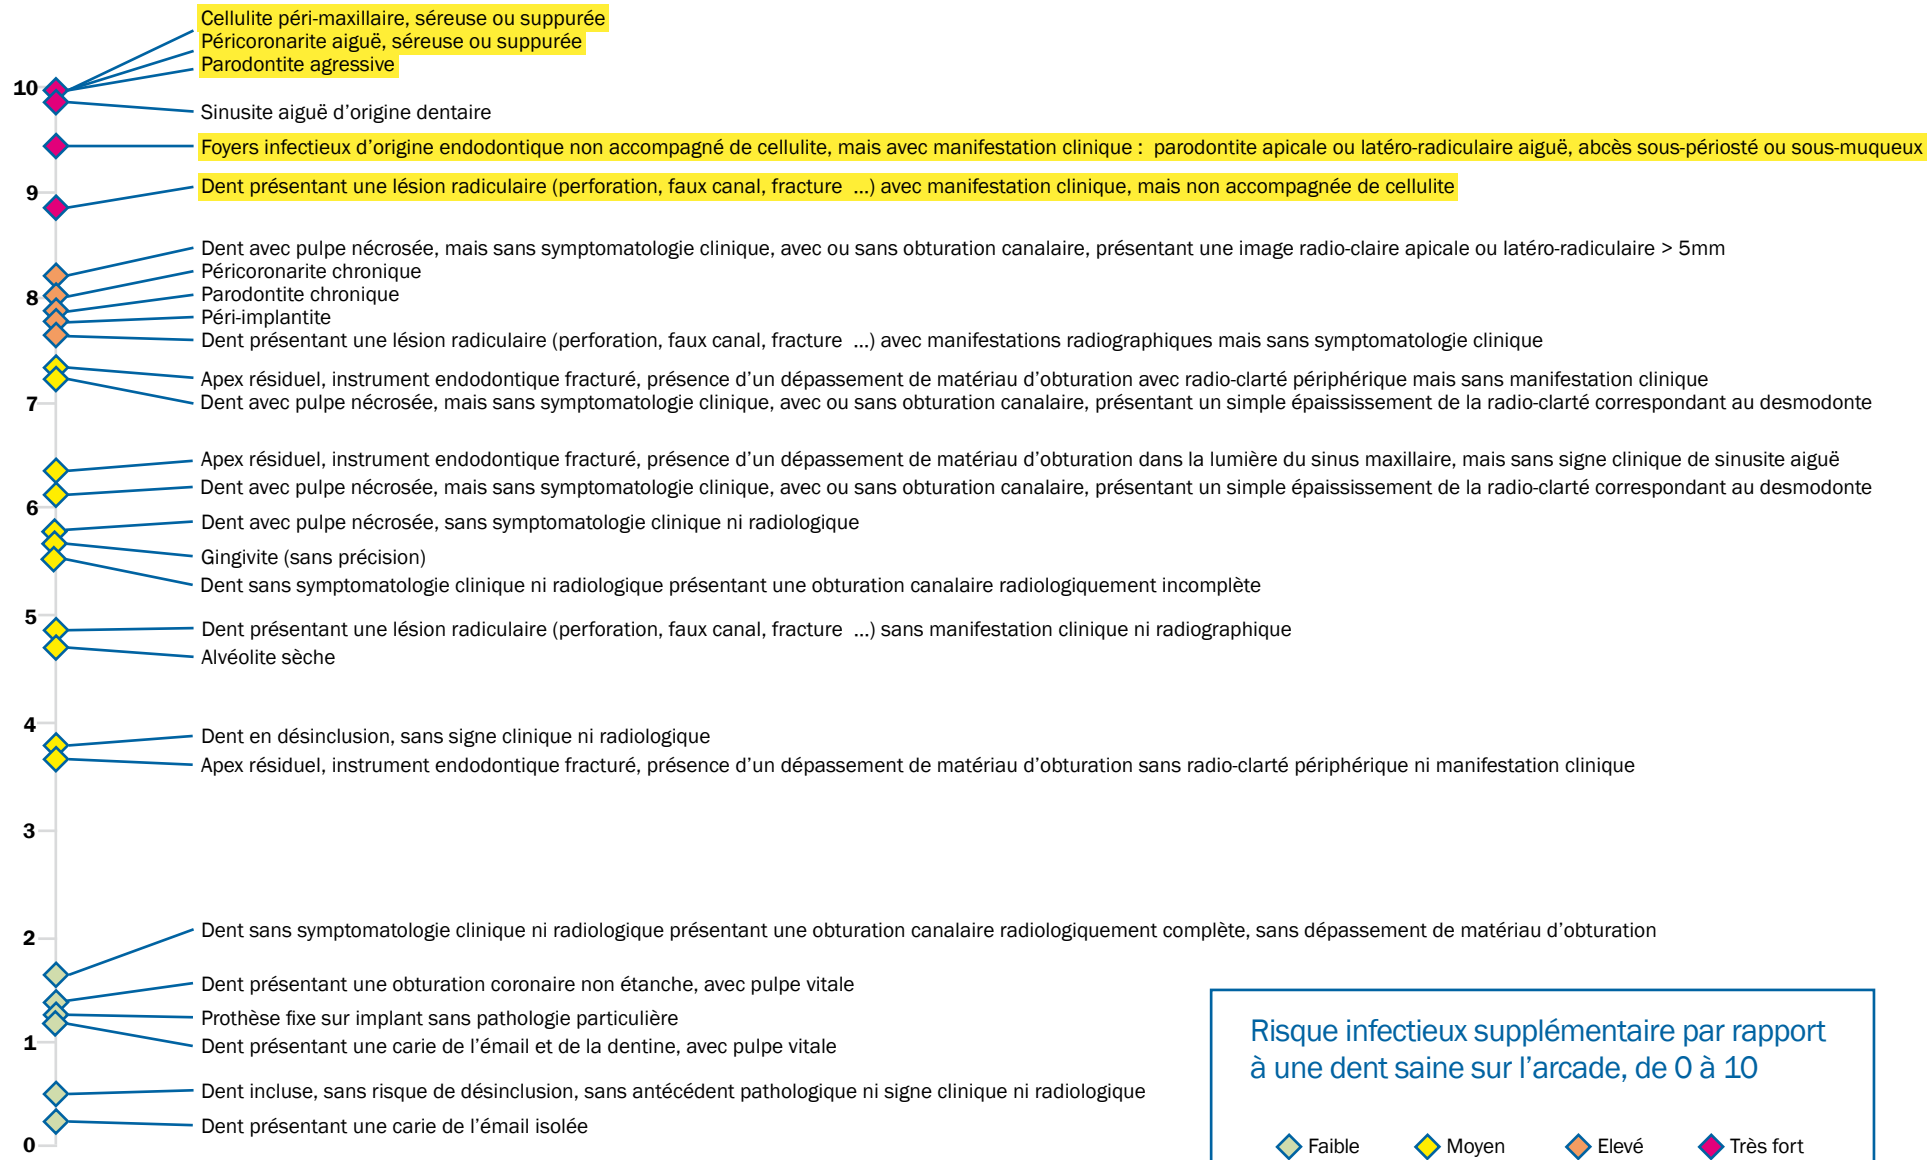 Cellulite péri-maxillaire, séreuse ou suppurée
Péricoronarite aiguë, séreuse ou suppurée
Parodontite agressive
10
Sinusite aiguë d'origine dentaire
Foyers infectieux d'origine endodontique non accompagné de cellulite, mais avec manifestation clinique : parodontite apicale ou latéro-radiculaire aiguë, abcès sous-périosté ou sous-muqueux
9
Dent présentant une lésion radiculaire (perforation, faux canal, fracture ...) avec manifestation clinique, mais non accompagnée de cellulite
Dent avec pulpe nécrosée, mais sans symptomatologie clinique, avec ou sans obturation canalaire, présentant une image radio-claire apicale ou latéro-radiculaire > 5mm
Péricoronarite chronique
8
Parodontite chronique
Péri-implantite
Dent présentant une lésion radiculaire (perforation, faux canal, fracture ...) avec manifestations radiographiques mais sans symptomatologie clinique
Apex résiduel, instrument endodontique fracturé, présence d'un dépassement de matériau d'obturation avec radio-clarté périphérique mais sans manifestation clinique
7
Dent avec pulpe nécrosée, mais sans symptomatologie clinique, avec ou sans obturation canalaire, présentant un simple épaississement de la radio-clarté correspondant au desmodonte
Apex résiduel, instrument endodontique fracturé, présence d'un dépassement de matériau d'obturation dans la lumière du sinus maxillaire, mais sans signe clinique de sinusite aiguë
Dent avec pulpe nécrosée, mais sans symptomatologie clinique, avec ou sans obturation canalaire, présentant un simple épaississement de la radio-clarté correspondant au desmodonte
6
Dent avec pulpe nécrosée, sans symptomatologie clinique ni radiologique
Gingivite (sans précision)
Dent sans symptomatologie clinique ni radiologique présentant une obturation canalaire radiologiquement incomplète
5
Dent présentant une lésion radiculaire (perforation, faux canal, fracture ...) sans manifestation clinique ni radiographique
Alvéolite sèche
4
Dent en désinclusion, sans signe clinique ni radiologique
Apex résiduel, instrument endodontique fracturé, présence d'un dépassement de matériau d'obturation sans radio-clarté périphérique ni manifestation clinique
3
2
Dent sans symptomatologie clinique ni radiologique présentant une obturation canalaire radiologiquement complète, sans dépassement de matériau d'obturation
Dent présentant une obturation coronaire non étanche, avec pulpe vitale
Prothèse fixe sur implant sans pathologie particulière
1
Dent présentant une carie de l'émail et de la dentine, avec pulpe vitale
Dent incluse, sans risque de désinclusion, sans antécédent pathologique ni signe clinique ni radiologique
Dent présentant une carie de l'émail isolée
0
Risque infectieux supplémentaire par rapport
à une dent saine sur l'arcade, de 0 à 10
Faible Moyen Elevé Très fort